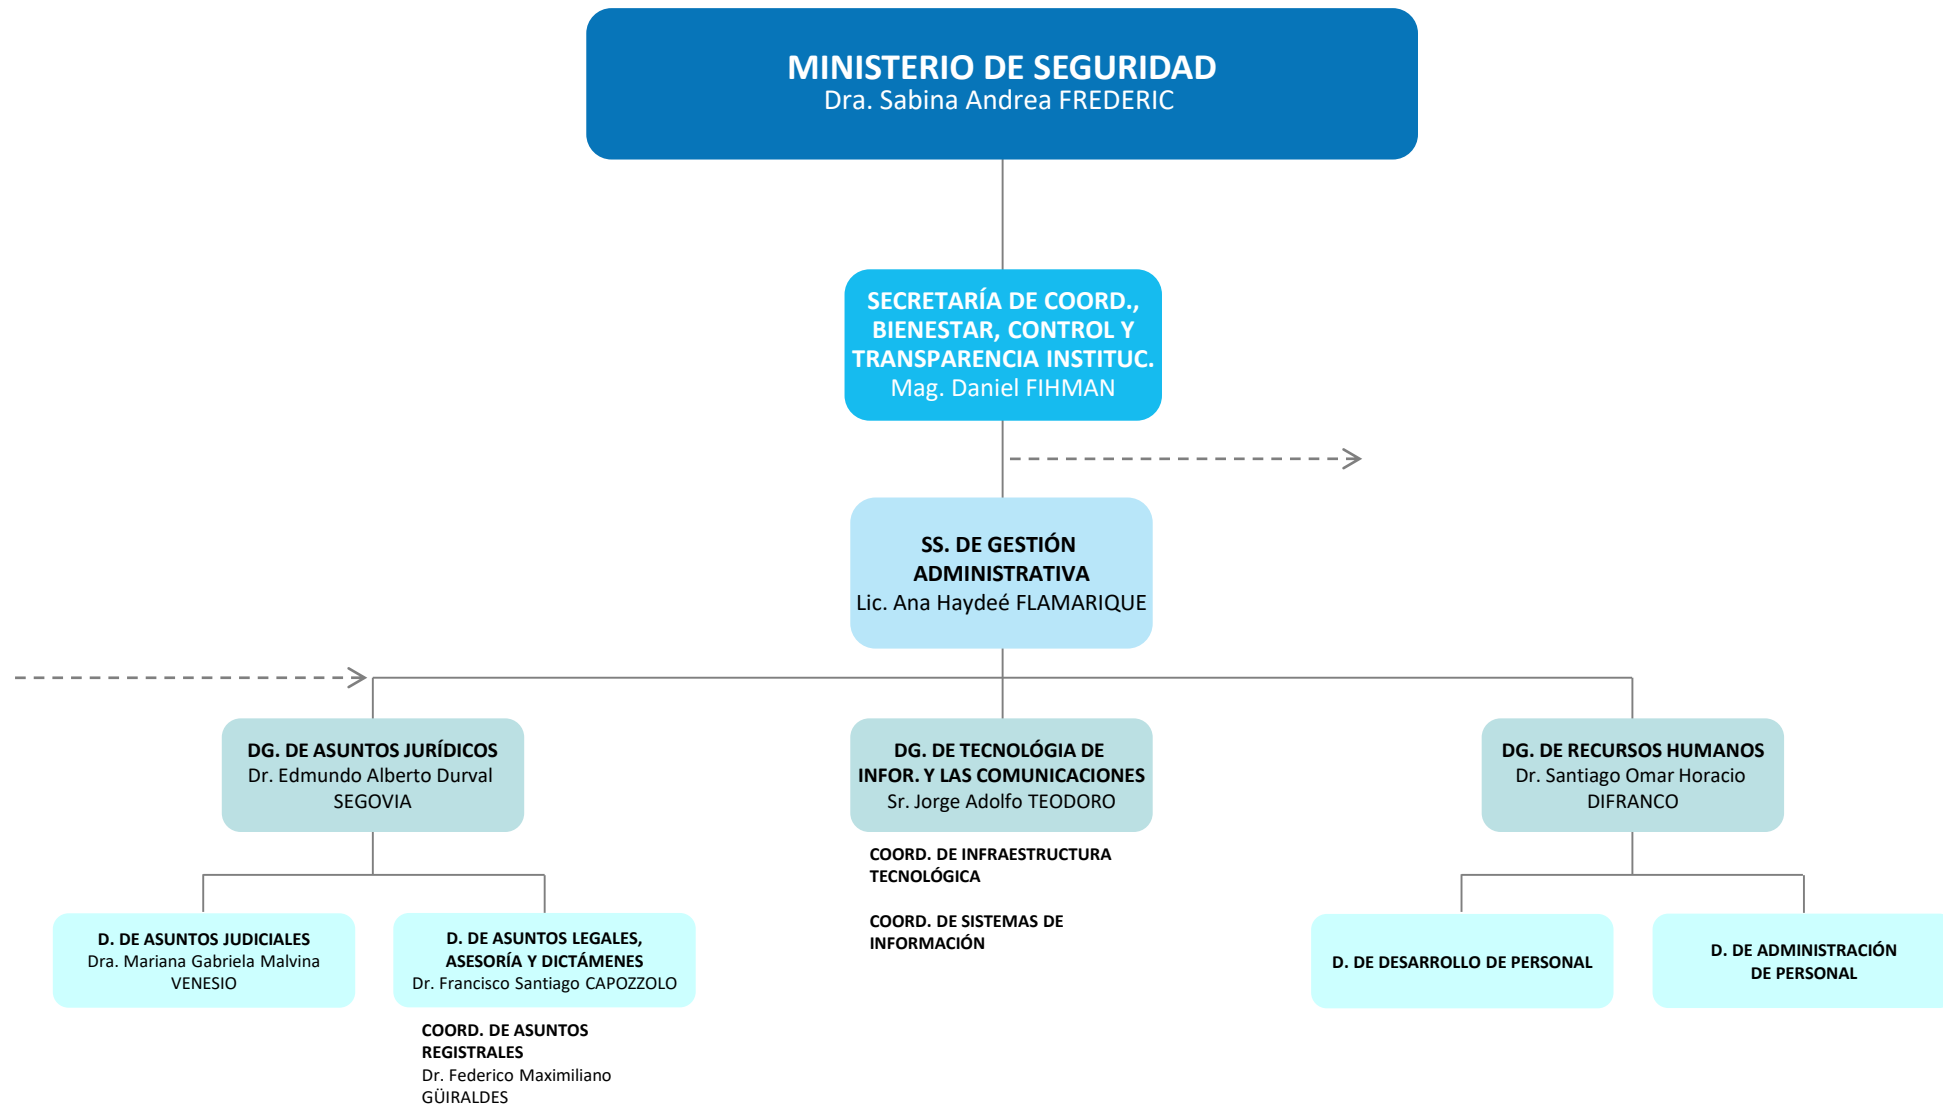 MINISTERIO DE SEGURIDAD
Dra. Sabina Andrea FREDERIC
SECRETARÍA DE COORD.,
BIENESTAR, CONTROL Y
TRANSPARENCIA INSTITUC.
Mag. Daniel FIHMAN
SS. DE GESTIÓN
ADMINISTRATIVA
Lic. Ana Haydeé FLAMARIQUE
DG. DE ASUNTOS JURÍDICOS
Dr. Edmundo Alberto Durval
SEGOVIA
DG. DE TECNOLÓGIA DE
INFOR. Y LAS COMUNICACIONES
Sr. Jorge Adolfo TEODORO
DG. DE RECURSOS HUMANOS
Dr. Santiago Omar Horacio
DIFRANCO
COORD. DE INFRAESTRUCTURA
TECNOLÓGICA
COORD. DE SISTEMAS DE
INFORMACIÓN
D. DE ASUNTOS JUDICIALES
Dra. Mariana Gabriela Malvina
VENESIO
D. DE ASUNTOS LEGALES,
ASESORÍA Y DICTÁMENES
Dr. Francisco Santiago CAPOZZOLO
COORD. DE ASUNTOS
REGISTRALES
Dr. Federico Maximiliano
GÜIRALDES
D. DE DESARROLLO DE PERSONAL
D. DE ADMINISTRACIÓN
DE PERSONAL